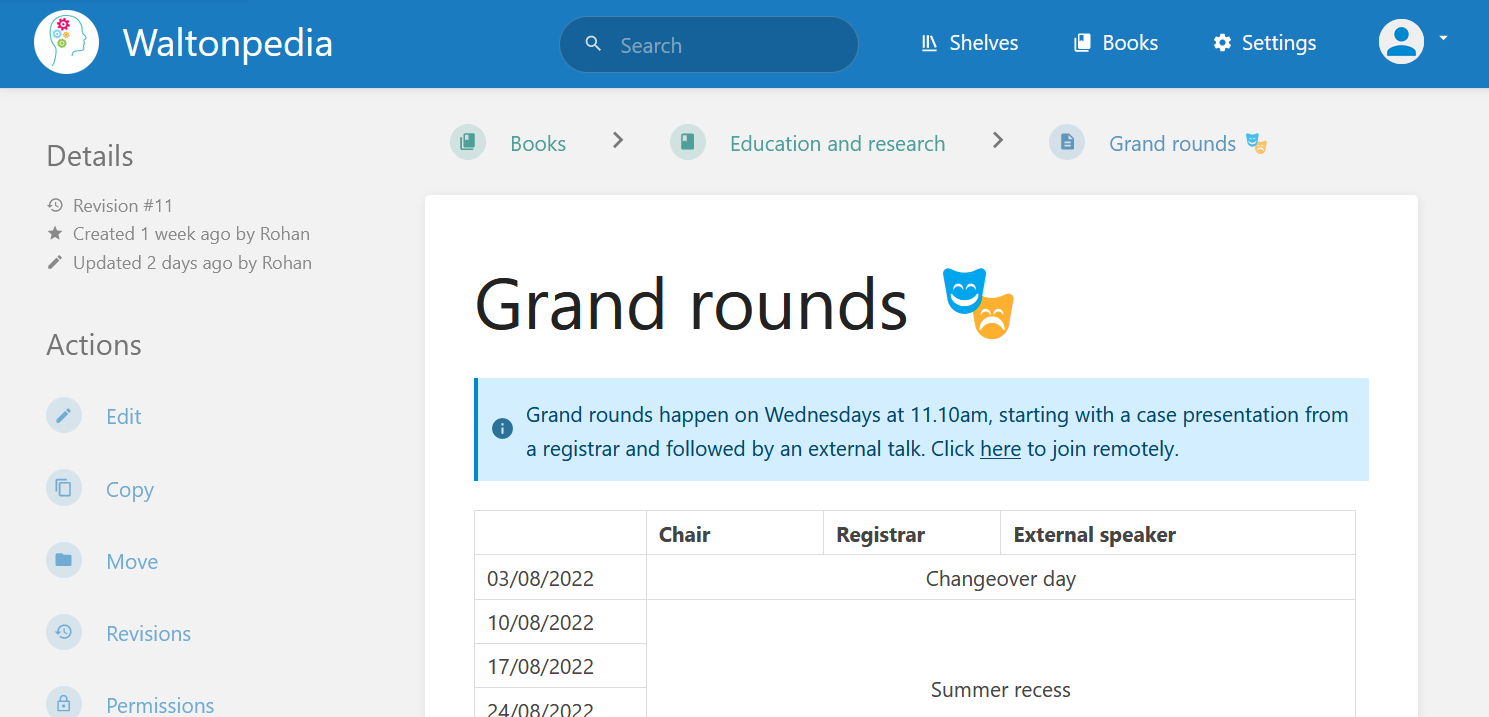 Waltonpedia
Search
Shelves
Books
Settings
Details
Revision #11
Created 1 week ago by Rohan
Updated 2 days ago by Rohan
Actions
Edit
Copy
Move
Revisions
Permissions
Books
Education and research
Grand rounds 🎭
Grand rounds 🎭
Grand rounds happen on Wednesdays at 11.10am, starting with a case presentation from
a registrar and followed by an external talk. Click here to join remotely.
Chair Registrar External speaker
03/08/2022 Changeover day
10/08/2022
17/08/2022
Summer recess
24/08/2022